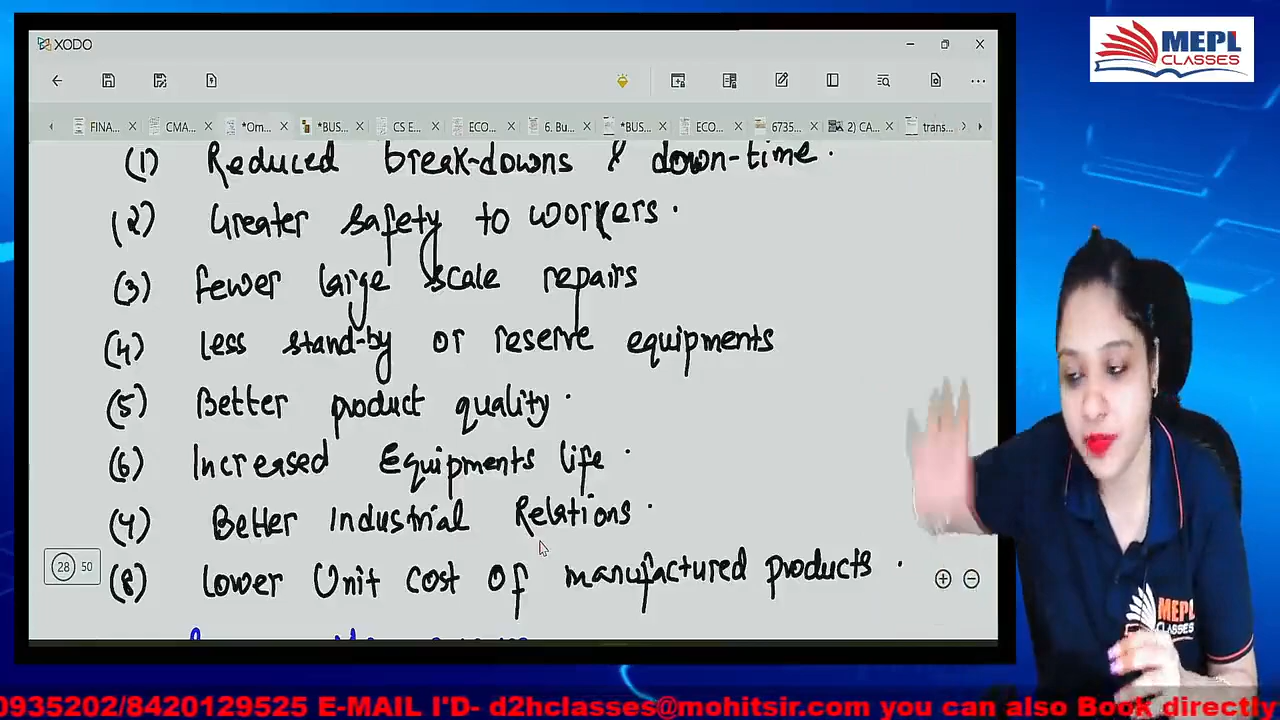 XODO
MEPL
CLASSES
FINA...
CMA...
*Om...
*BUS...
CS E...
ECO...
6. Bu...
*BUS...
ECO...
6735...
2) CA...
trans...
(1) Reduced break-downs & down-time.
(2) Greater safety to workers.
(3) Fewer large scale repairs
(4) Less stand-by or reserve equipments
(5) Better product quality.
(6) Increased Equipments life.
(7) Better Industrial Relations.
28 50
(8) Lower Unit cost of manufactured products.
MEPL
CLASSES
0935202/8420129525 E-MAIL I'D- d2hclasses@mohitsir.com you can also Book directly